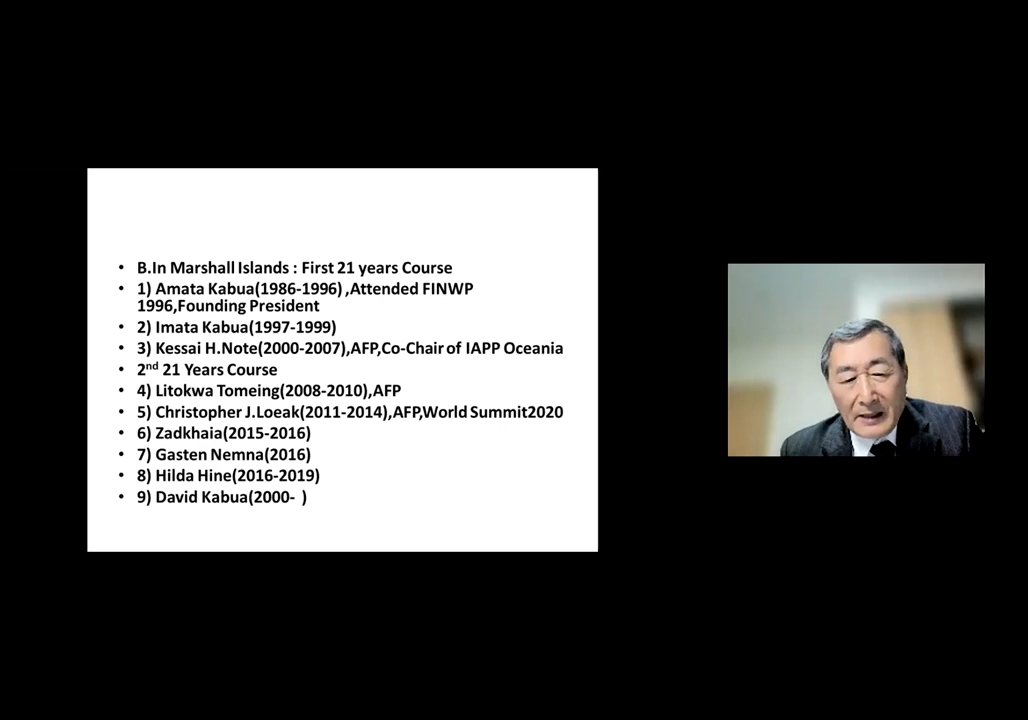 • B.In Marshall Islands : First 21 years Course
• 1) Amata Kabua(1986-1996) ,Attended FINWP
1996,Founding President
• 2) Imata Kabua(1997-1999)
• 3) Kessai H.Note(2000-2007),AFP,Co-Chair of IAPP Oceania
• 2nd 21 Years Course
• 4) Litokwa Tomeing(2008-2010),AFP
• 5) Christopher J.Loeak(2011-2014),AFP,World Summit2020
• 6) Zadkhaia(2015-2016)
• 7) Gasten Nemna(2016)
• 8) Hilda Hine(2016-2019)
• 9) David Kabua(2000- )